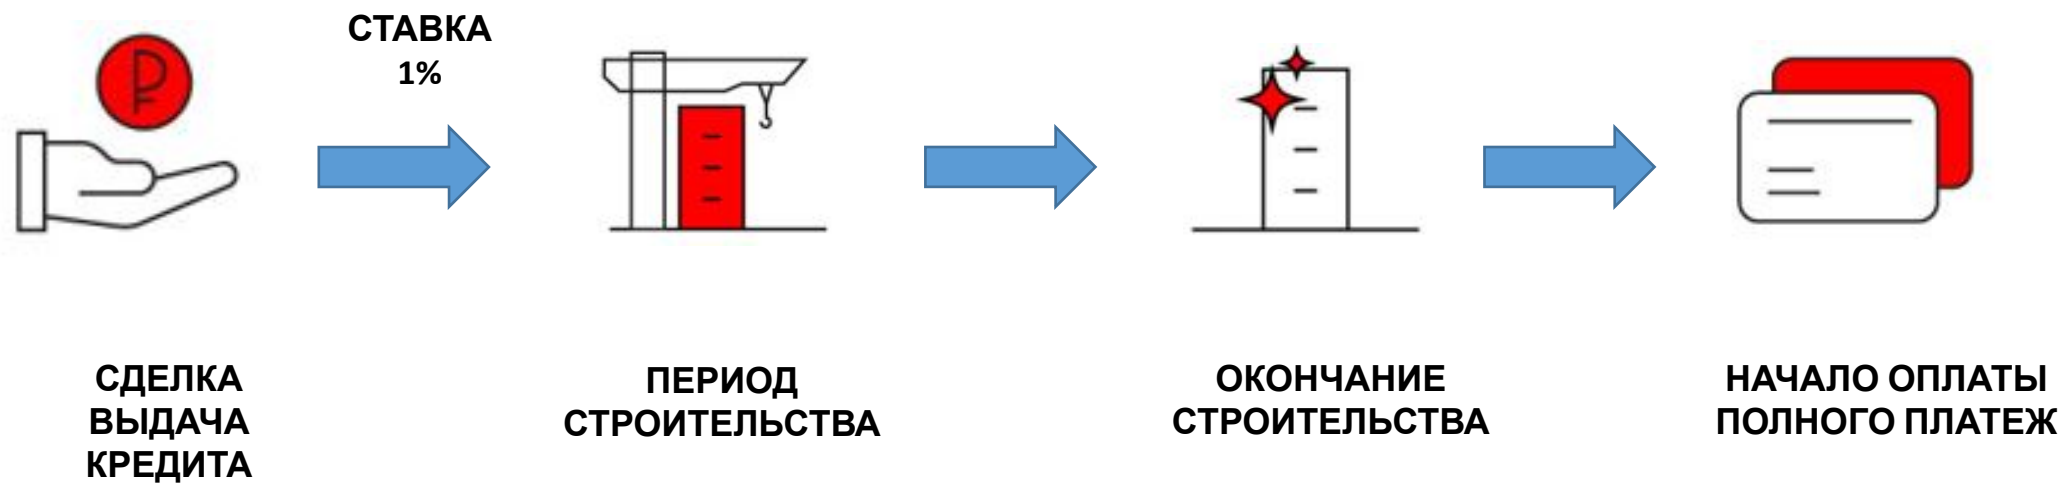 СТАВКА
1%
СДЕЛКА
ВЫДАЧА
КРЕДИТА
ПЕРИОД
СТРОИТЕЛЬСТВА
ОКОНЧАНИЕ
СТРОИТЕЛЬСТВА
НАЧАЛО ОПЛАТЫ
ПОЛНОГО ПЛАТЕЖ